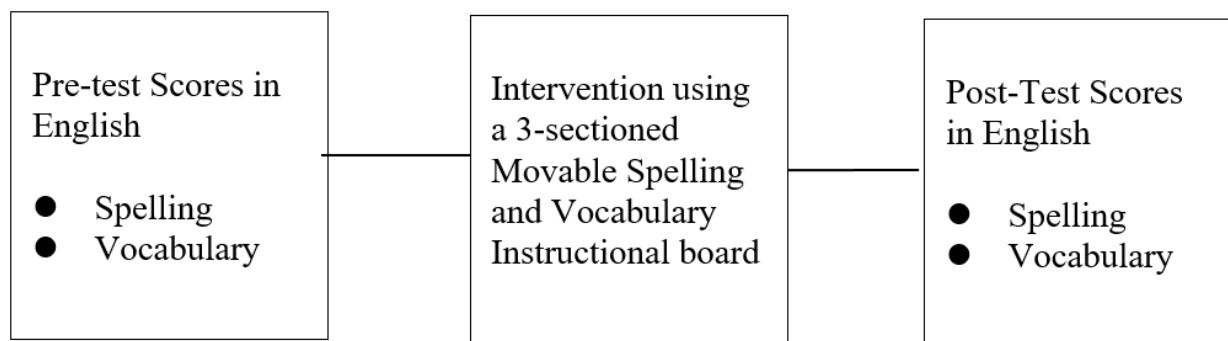 Pre-test Scores in
English
● Spelling
● Vocabulary
Intervention using
a 3-sectioned
Movable Spelling
and Vocabulary
Instructional board
Post-Test Scores
in English
● Spelling
● Vocabulary